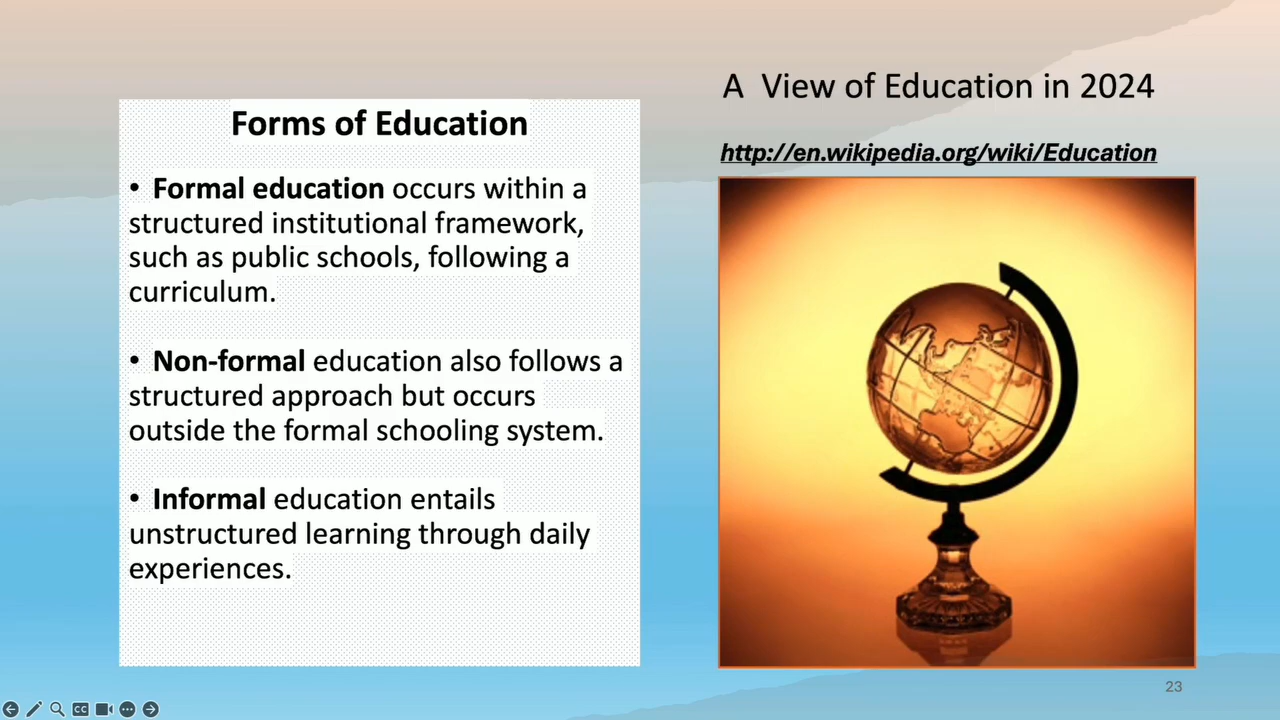 Forms of Education
• Formal education occurs within a
structured institutional framework,
such as public schools, following a
curriculum.
• Non-formal education also follows a
structured approach but occurs
outside the formal schooling system.
• Informal education entails
unstructured learning through daily
experiences.
A View of Education in 2024
http://en.wikipedia.org/wiki/Education
23
CC